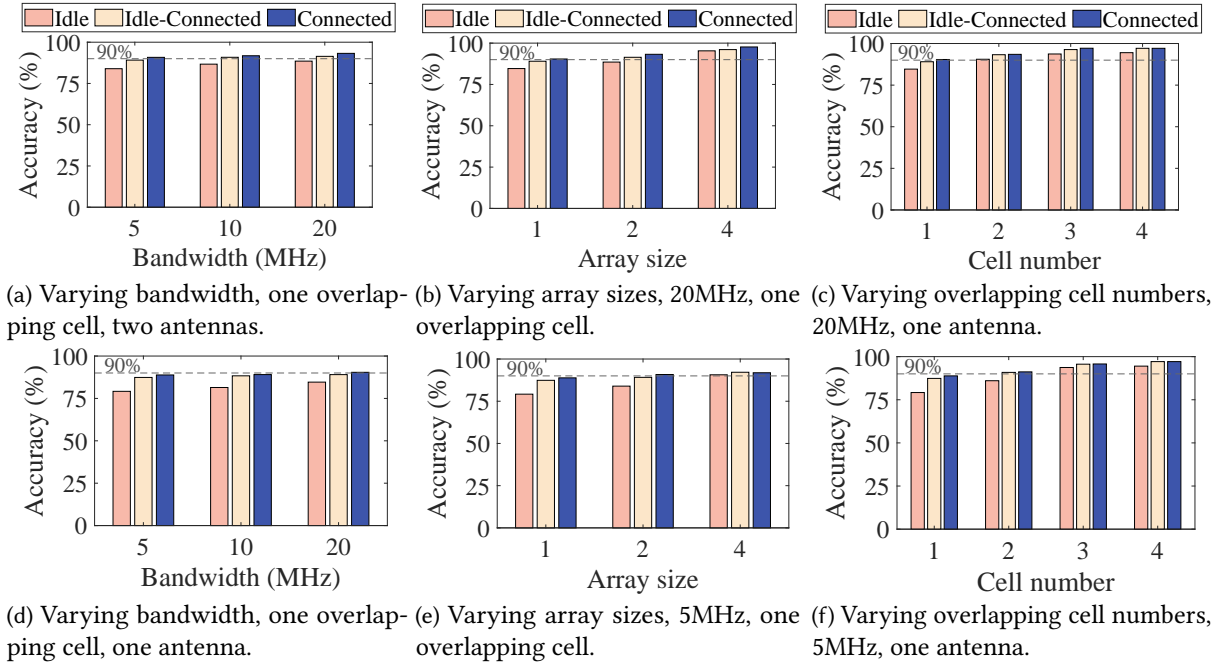 Idle Idle-Connected Connected
Idle Idle-Connected Connected
Idle Idle-Connected Connected
100
90%
75
50
25
0
Accuracy (%)
5 10 20
Bandwidth (MHz)
100
90%
75
50
25
0
Accuracy (%)
1 2 4
Array size
100
90%
75
50
25
0
Accuracy (%)
1 2 3 4
Cell number
(a) Varying bandwidth, one overlap-
ping cell, two antennas.
(b) Varying array sizes, 20MHz, one
overlapping cell.
(c) Varying overlapping cell numbers,
20MHz, one antenna.
100
90%
75
50
25
0
Accuracy (%)
5 10 20
Bandwidth (MHz)
100
90%
75
50
25
0
Accuracy (%)
1 2 4
Array size
100
90%
75
50
25
0
Accuracy (%)
1 2 3 4
Cell number
(d) Varying bandwidth, one overlap-
ping cell, one antenna.
(e) Varying array sizes, 5MHz, one
overlapping cell.
(f) Varying overlapping cell numbers,
5MHz, one antenna.